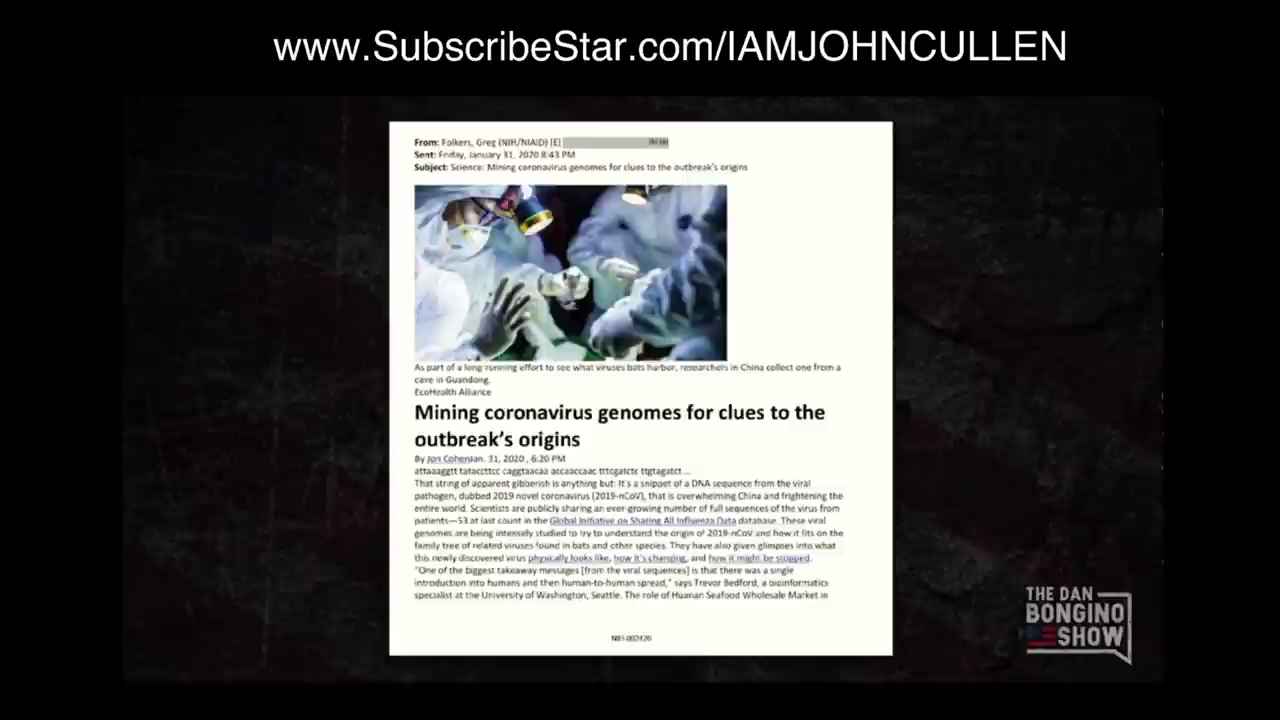 www.SubscribeStar.com/IAMJOHNCULLEN
From: Folkers, Greg (NIH/NIAID) [E]
Sent: Friday, January 31, 2020 8:43 PM
Subject: Science: Mining coronavirus genomes for clues to the outbreak's origins
As part of a long-running effort to see what viruses bats harbor, researchers in China collect one from a
cave in Guandong.
EcoHealth Alliance
Mining coronavirus genomes for clues to the
outbreak's origins
By Jon CohenJan. 31, 2020 , 6:20 PM
attaaaggtt tataccttcc caggtaacaa accaaccaac tttcgatctc ttgtagatct...
That string of apparent gibberish is anything but: It's a snippet of a DNA sequence from the viral
pathogen, dubbed 2019 novel coronavirus (2019-nCoV), that is overwhelming China and frightening the
entire world. Scientists are publicly sharing an ever-growing number of full sequences of the virus from
patients—53 at last count in the Global Initiative on Sharing All Influenza Data database. These viral
genomes are being intensely studied to try to understand the origin of 2019-nCoV and how it fits on the
family tree of related viruses found in bats and other species. They have also given glimpses into what
this newly discovered virus physically looks like, how it's changing, and how it might be stopped.
"One of the biggest takeaway messages [from the viral sequences] is that there was a single
introduction into humans and then human-to-human spread," says Trevor Bedford, a bioinformatics
specialist at the University of Washington, Seattle. The role of Huanan Seafood Wholesale Market in
NIH-002426
THE DAN
BONGINO
SHOW